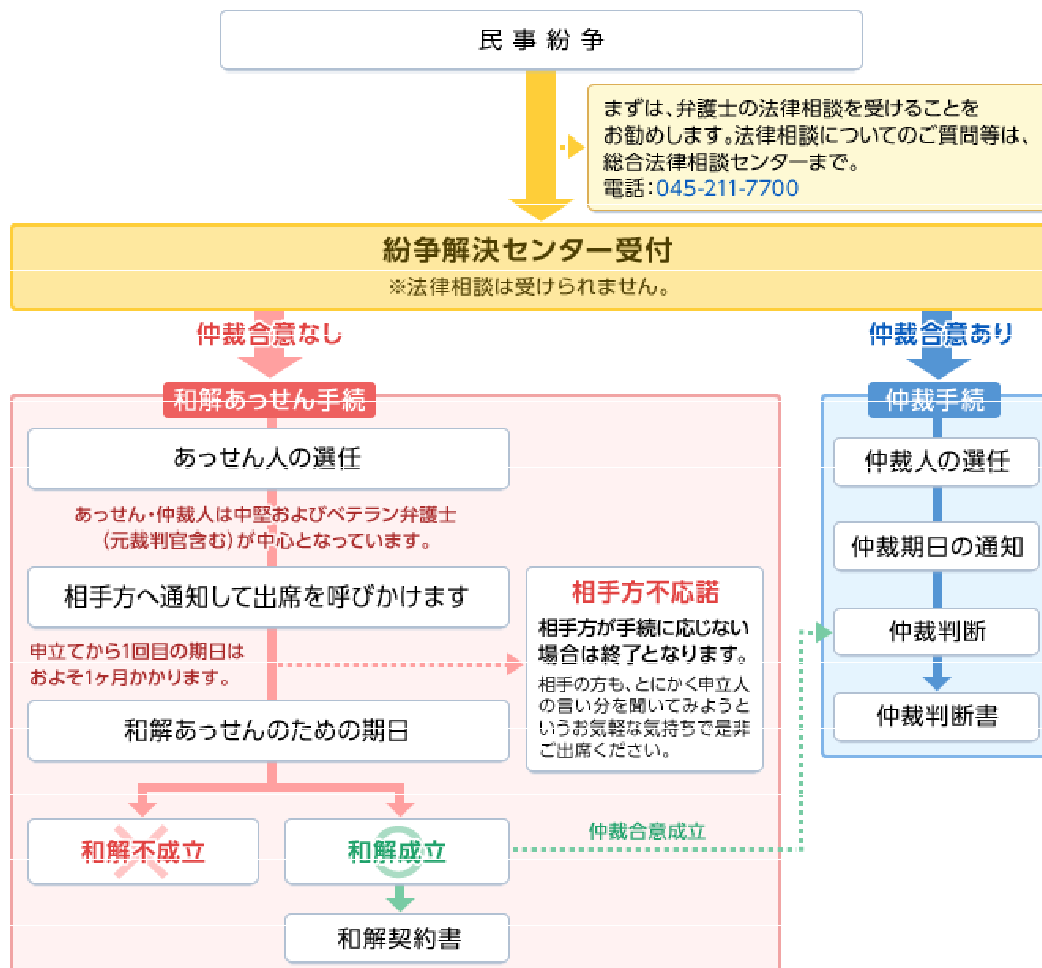 民事紛争
まずは、弁護士の法律相談を受けることを
お勧めします。法律相談についてのご質問等は、
総合法律相談センターまで。
電話：045-211-7700
紛争解決センター受付
※法律相談は受けられません。
仲裁合意なし
仲裁合意あり
和解あっせん手続
あっせん人の選任
あっせん・仲裁人は中堅およびベテラン弁護士
（元裁判官含む）が中心となっています。
相手方へ通知して出席を呼びかけます
申立てから1回目の期日は
およそ1ヶ月かかります。
相手方不応諾
相手方が手続に応じない
場合は終了となります。
相手の方も、とにかく申立人
の言い分を聞いてみようと
いうお気軽な気持ちで是非
ご出席ください。
和解あっせんのための期日
和解不成立
和解成立
仲裁合意成立
和解契約書
仲裁手続
仲裁人の選任
仲裁期日の通知
仲裁判断
仲裁判断書